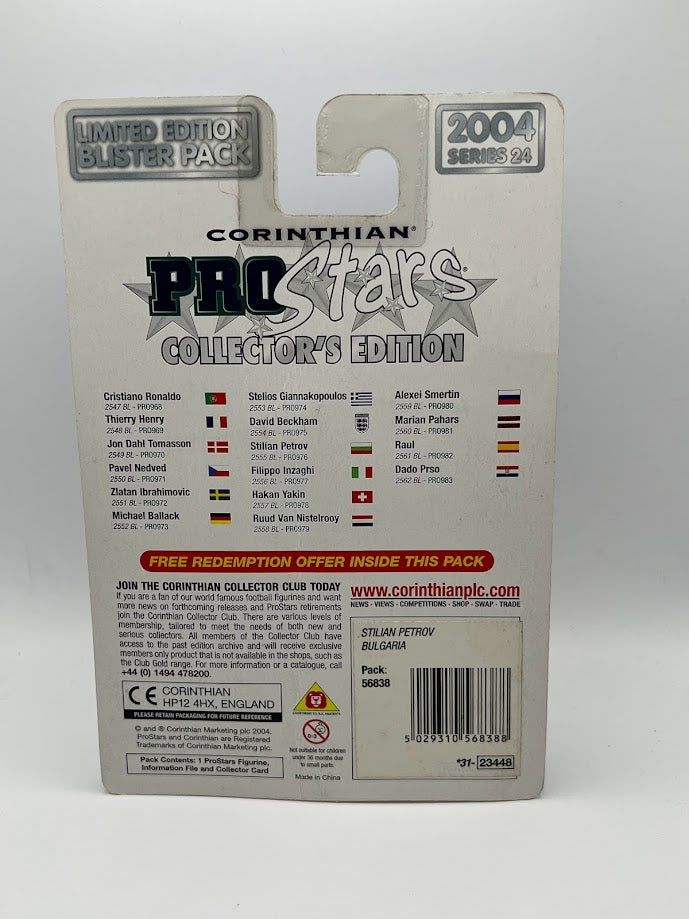 LIMITED EDITION
BLISTER PACK
2004
SERIES 24
CORINTHIAN®
PROStars®
COLLECTOR'S EDITION
Cristiano Ronaldo
2547 BL - PRO968
Thierry Henry
2548 BL - PRO969
Jon Dahl Tomasson
2549 BL - PRO970
Pavel Nedved
2550 BL - PRO971
Zlatan Ibrahimovic
2551 BL - PRO972
Michael Ballack
2552 BL - PRO973
Stelios Giannakopoulos
2553 BL - PRO974
David Beckham
2554 BL - PRO975
Stilian Petrov
2555 BL - PRO976
Filippo Inzaghi
2556 BL - PRO977
Hakan Yakin
2557 BL - PRO978
Ruud Van Nistelrooy
2558 BL - PRO979
Alexei Smertin
2559 BL - PRO980
Marian Pahars
2560 BL - PRO981
Raul
2561 BL - PRO982
Dado Prso
2562 BL - PRO983
FREE REDEMPTION OFFER INSIDE THIS PACK
JOIN THE CORINTHIAN COLLECTOR CLUB TODAY
If you are a fan of our world famous football figurines and want
more news on forthcoming releases and ProStars retirements
join the Corinthian Collector Club. There are various levels of
membership, tailored to meet the needs of both new and
serious collectors. All members of the Collector Club have
access to the past edition archive and will receive exclusive
members only product that is not available in the shops, such as
the Club Gold range. For more information or a catalogue, call
+44 (0) 1494 478200.
CE CORINTHIAN
HP12 4HX, ENGLAND
PLEASE RETAIN PACKAGING FOR FUTURE REFERENCE
© and ® Corinthian Marketing plc 2004.
ProStars and Corinthian are Registered
Trademarks of Corinthian Marketing plc.
Pack Contents: 1 ProStars Figurine,
Information File and Collector Card
0-3
Not suitable for children
under 36 months due
to small parts.
Made in China
www.corinthianplc.com
NEWS - VIEWS - COMPETITIONS - SHOP - SWAP - TRADE
STILIAN PETROV
BULGARIA
Pack:
56838
5 029310 568388
*31- 23448